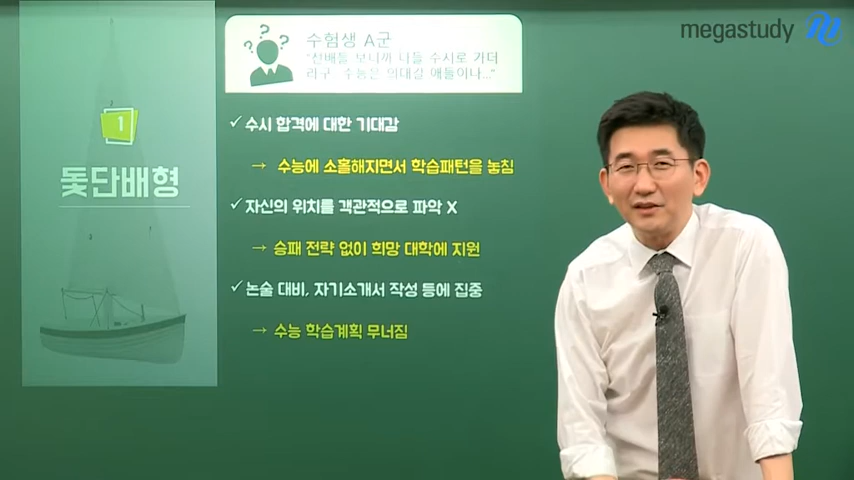 megastudy
수험생 A군
"선배들 보니까 다들 수시로 가더
라구.. 수능은 의대갈 애들이나..."
1
돛단배형
✓ 수시 합격에 대한 기대감
→ 수능에 소홀해지면서 학습패턴을 놓침
✓ 자신의 위치를 객관적으로 파악 X
→ 승패 전략 없이 희망 대학에 지원
✓ 논술 대비, 자기소개서 작성 등에 집중
→ 수능 학습계획 무너짐